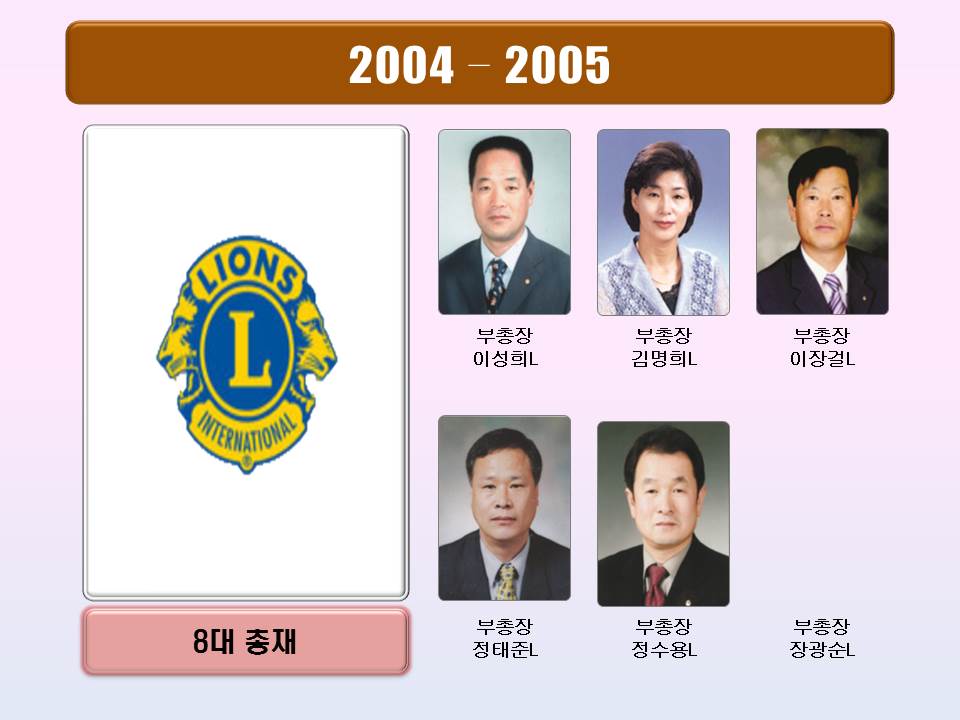 2004 – 2005
LIONS
L
INTERNATIONAL
®
8대 총재
부총장
이성희L
부총장
김명희L
부총장
이장걸L
부총장
정태준L
부총장
정수용L
부총장
장광순L